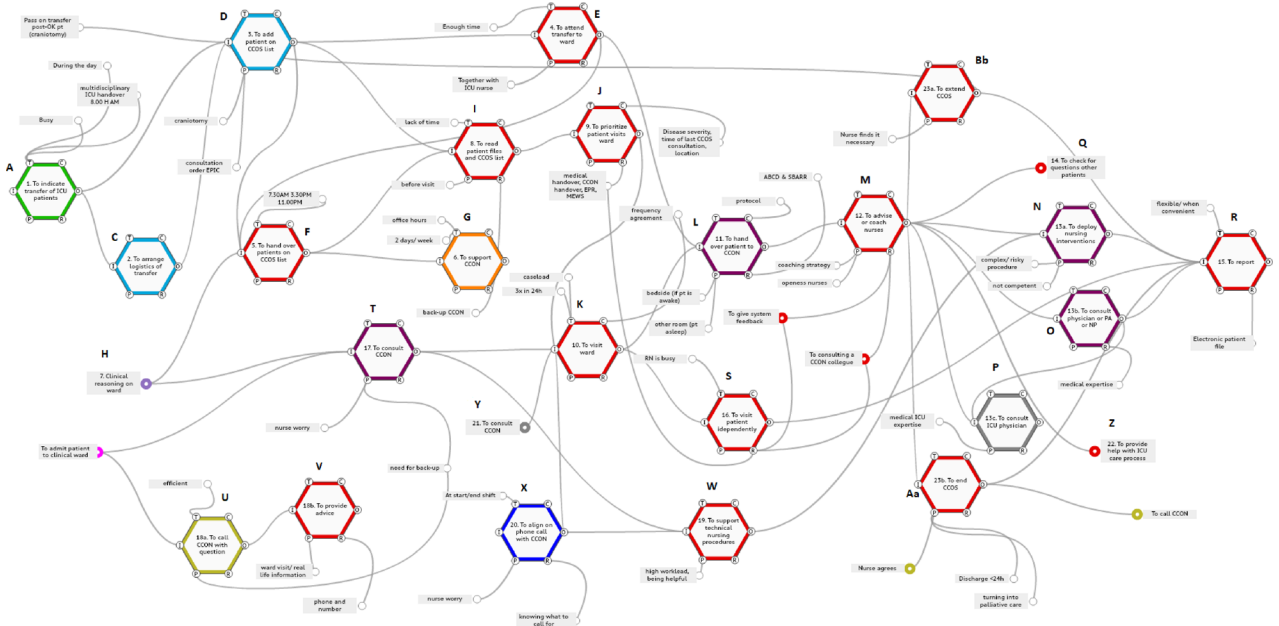 D
E
Pass on transfer
post-OK pt
(craniotomy)
3. To add
patient on
CCOS list
Enough time
4. To attend
transfer to
ward
Together with
ICU nurse
During the day
multidisciplinary
ICU handover
8.00 H AM
Busy
A
1. To indicate
transfer of ICU
patients
craniotomy
consultation
order EPIC
C
2. To arrange
logistics of
transfer
7.30AM 3.30PM
11.00PM
F
5. To hand over
patients on
CCOS list
I
lack of time
8. To read
patient files
and CCOS list
before visit
J
9. To prioritize
patient visits
ward
Disease severity,
time of last CCOS
consultation,
location
medical
handover, CCON
handover, EPR,
MEWS
office hours
G
2 days/ week
6. To support
CCON
back-up CCON
frequency
agreement
L
protocol
ABCD & SBARR
11. To hand
over patient to
CCON
bedside (if pt is
awake)
other room (pt
asleep)
M
12. To advise
or coach
nurses
coaching strategy
openess nurses
Bb
23a. To extend
CCOS
Nurse finds it
necessary
Q
14. To check for
questions other
patients
N
13a. To deploy
nursing
interventions
complex/ risky
procedure
not competent
O
13b. To consult
physician or PA
or NP
medical expertise
flexible/ when
convenient
R
15. To report
Electronic patient
file
caseload
3x in 24h
K
10. To visit
ward
To give system
feedback
To consulting a
CCON collegue
T
17. To consult
CCON
H
7. Clinical
reasoning on
ward
nurse worry
Y
21. To consult
CCON
RN is busy
S
16. To visit
patient
idependently
P
13c. To consult
ICU physician
medical ICU
expertise
Z
22. To provide
help with ICU
care process
To admit patient
to clinical ward
need for back-up
efficient
U
18a. To call
CCON with
question
V
18b. To provide
advice
ward visit/ real
life information
phone and
number
X
At start/end shift
20. To align on
phone call
with CCON
nurse worry
knowing what to
call for
W
19. To support
technical
nursing
procedures
high workload,
being helpful
Aa
23b. To end
CCOS
To call CCON
Nurse agrees
Discharge <24h
turning into
palliative care